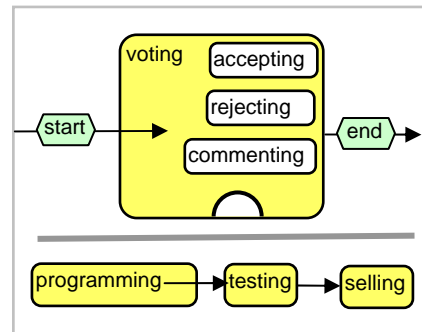 voting
accepting
rejecting
commenting
start
end
programming
testing
selling